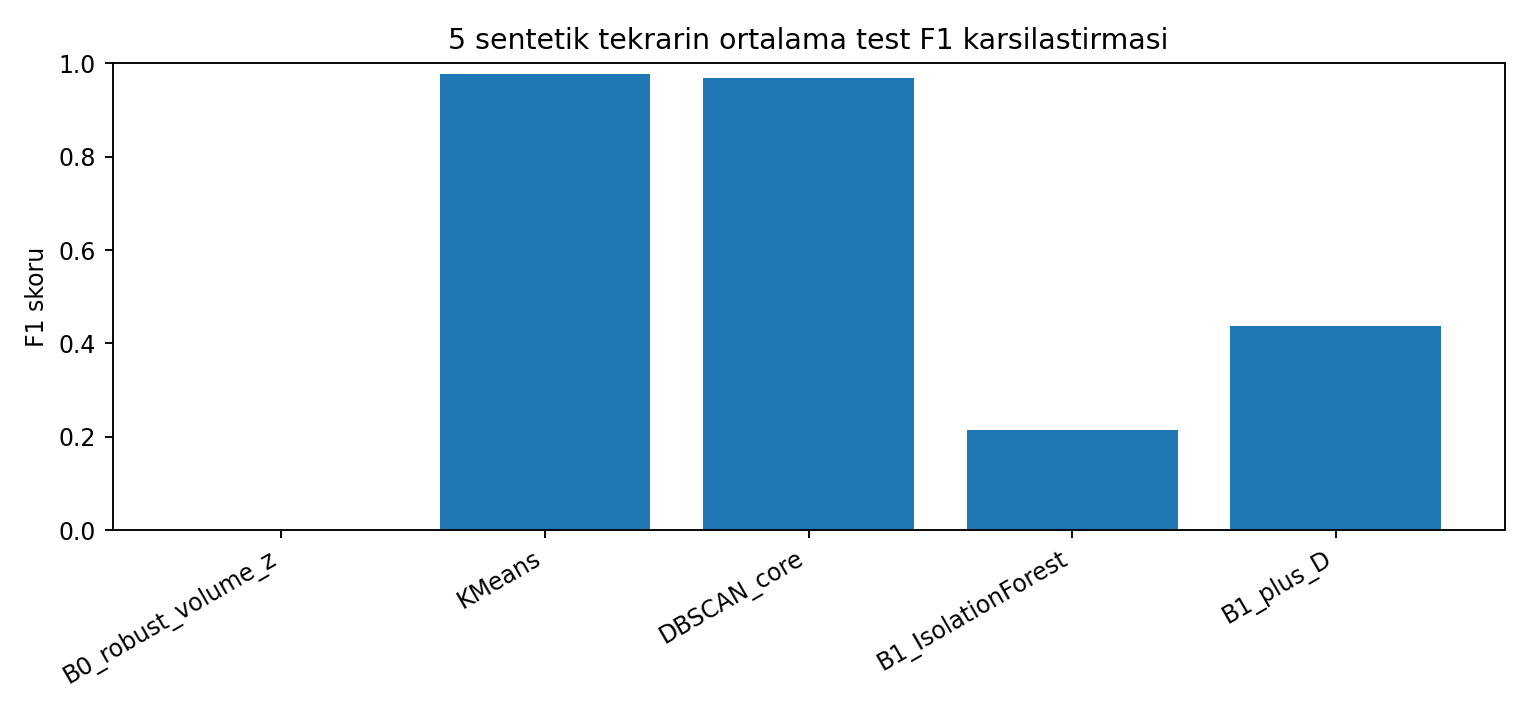 5 sentetik tekrarin ortalama test F1 karsilastirmasi
F1 skoru
1.0
0.8
0.6
0.4
0.2
0.0
B0_robust_volume_z
KMeans
DBSCAN_core
B1_IsolationForest
B1_plus_D